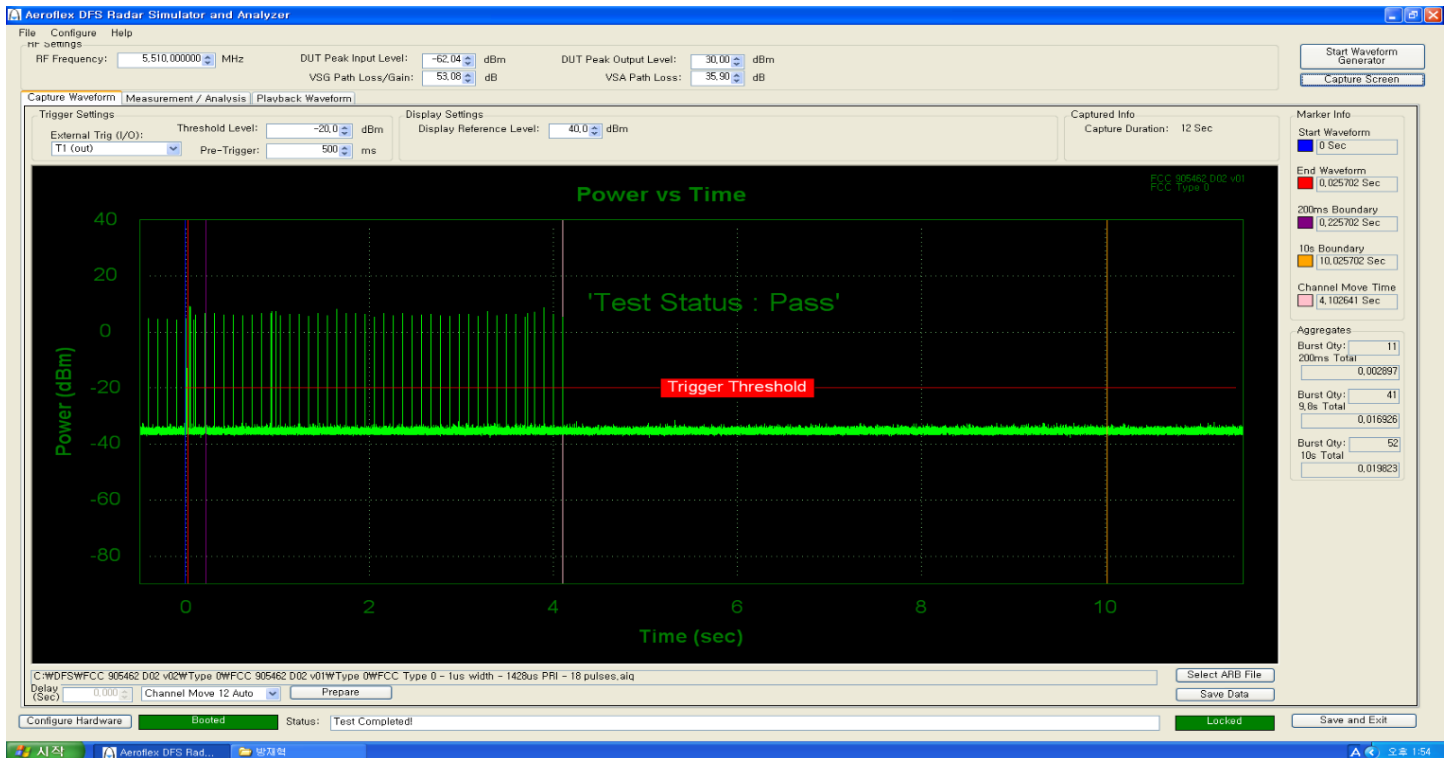 Aeroflex DFS Radar Simulator and Analyzer
File Configure Help
RF Settings
RF Frequency: 5,510,000000 MHz DUT Peak Input Level: -62,04 dBm DUT Peak Output Level: 30,00 dBm
VSG Path Loss/Gain: 53,08 dB VSA Path Loss: 35,90 dB
Start Waveform
Generator
Capture Screen
Capture Waveform Measurement / Analysis Playback Waveform
Trigger Settings
External Trig (I/O):
T1 (out)
Threshold Level: -20,0 dBm
Pre-Trigger: 500 ms
Display Settings
Display Reference Level: 40,0 dBm
Captured Info
Capture Duration: 12 Sec
Marker Info
Start Waveform
0 Sec
End Waveform
0,025702 Sec
200ms Boundary
0,225702 Sec
10s Boundary
10,025702 Sec
Channel Move Time
4,102641 Sec
Aggregates
Burst Qty: 11
200ms Total
0,002897
Burst Qty: 41
9,8s Total
0,016926
Burst Qty: 52
10s Total
0,019823
Power vs Time
FCC 905462 D02 v01
FCC Type 0
'Test Status : Pass'
Trigger Threshold
Power (dBm)
40
20
0
-20
-40
-60
-80
0 2 4 6 8 10
Time (sec)
C:₩DFS₩FCC 905462 D02 v02₩Type 0₩FCC 905462 D02 v01₩Type 0₩FCC Type 0 - 1us width - 1428us PRI - 18 pulses,aiq
Select ARB File
Delay
(Sec) 0,000 Channel Move 12 Auto Prepare
Save Data
Configure Hardware Booted Status: Test Completed! Locked Save and Exit
시작 Aeroflex DFS Rad... 방재혁 A 오후 1:54